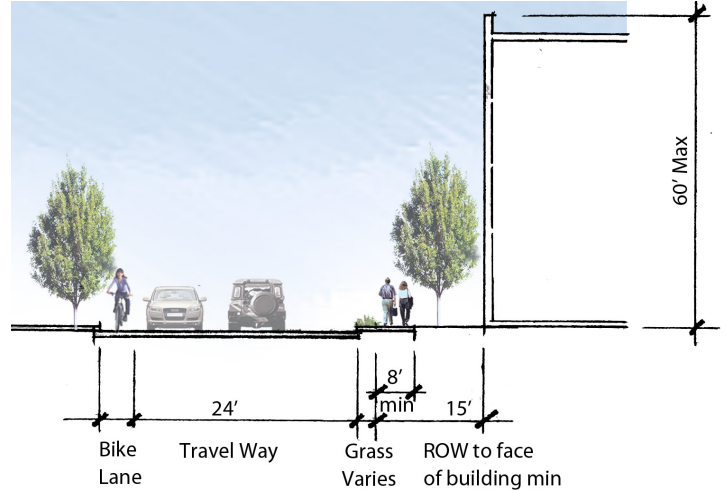 60' Max
8'
min
24'
15'
Bike
Lane
Travel Way
Grass
Varies
ROW to face
of building min